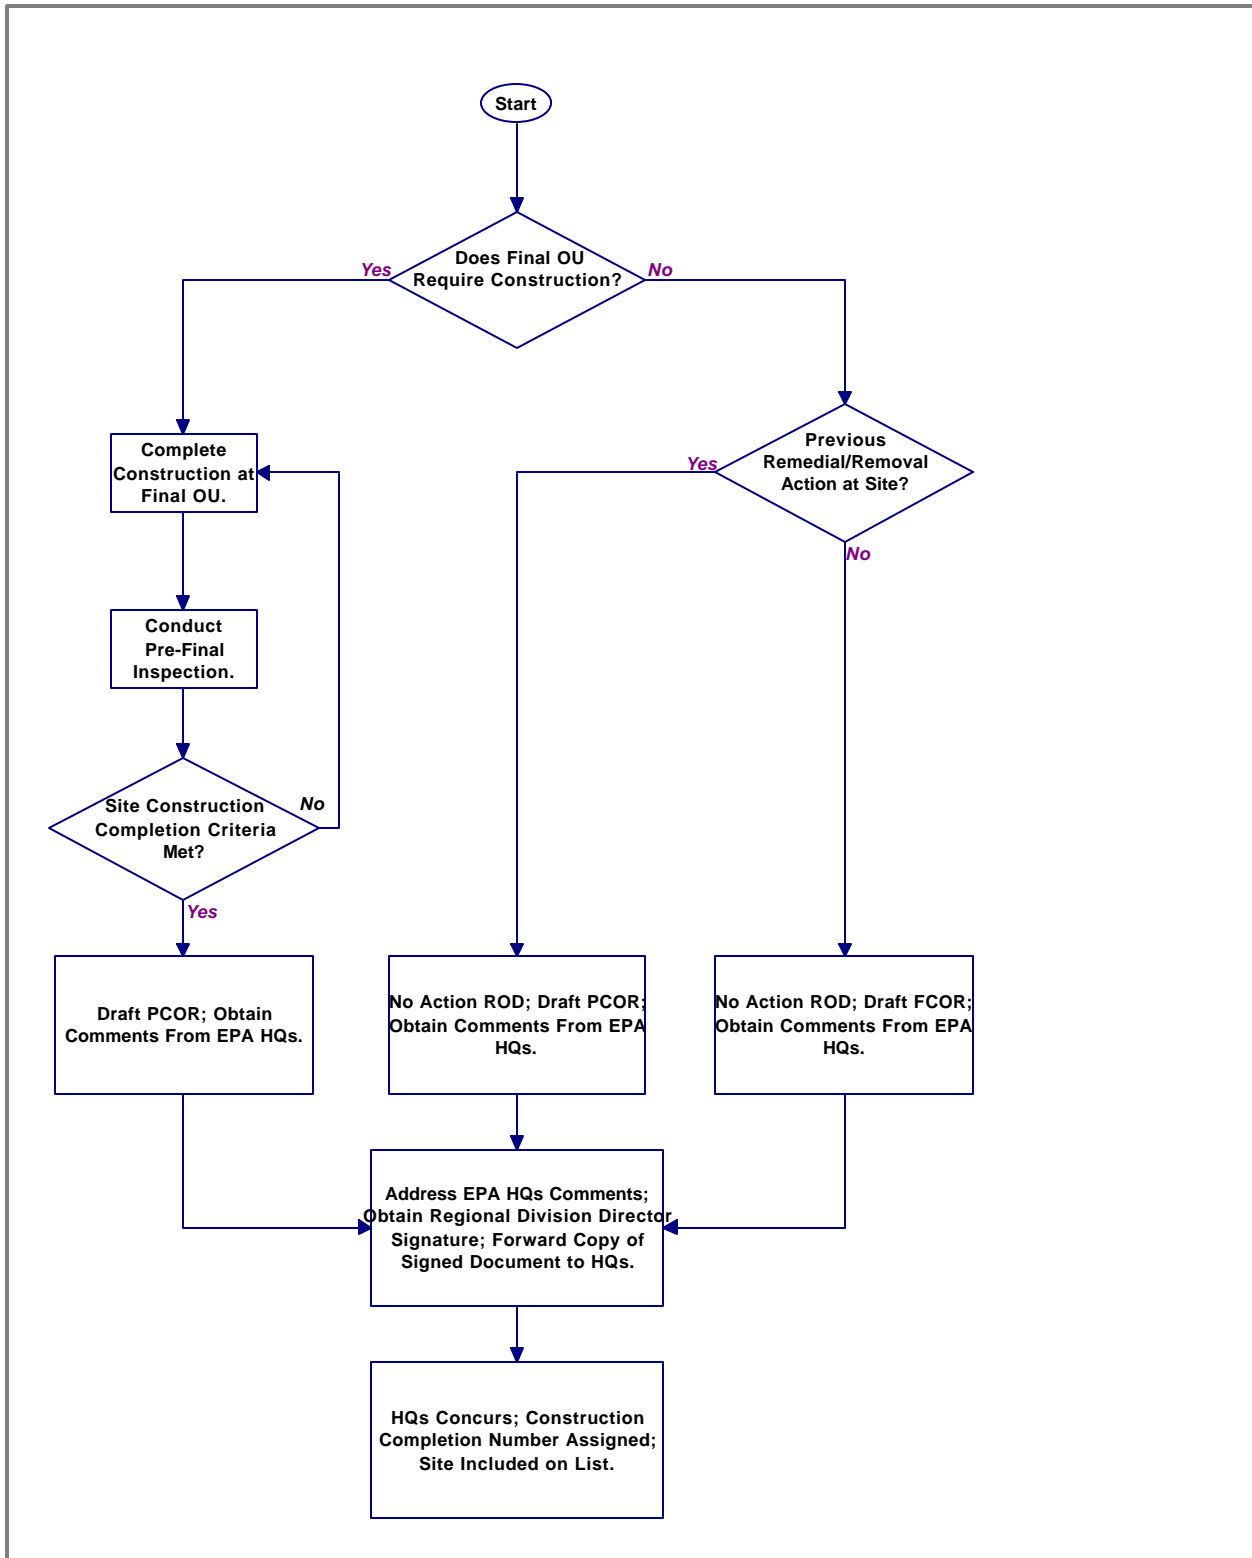 Start
Does Final OU
Require Construction?
Yes
No
Complete
Construction at
Final OU.
Previous
Remedial/Removal
Action at Site?
Yes
No
Conduct
Pre-Final
Inspection.
Site Construction
Completion Criteria
Met?
No
Yes
Draft PCOR; Obtain
Comments From EPA HQs.
No Action ROD; Draft PCOR;
Obtain Comments From EPA
HQs.
No Action ROD; Draft FCOR;
Obtain Comments From EPA
HQs.
Address EPA HQs Comments;
Obtain Regional Division Director
Signature; Forward Copy of
Signed Document to HQs.
HQs Concurs; Construction
Completion Number Assigned;
Site Included on List.